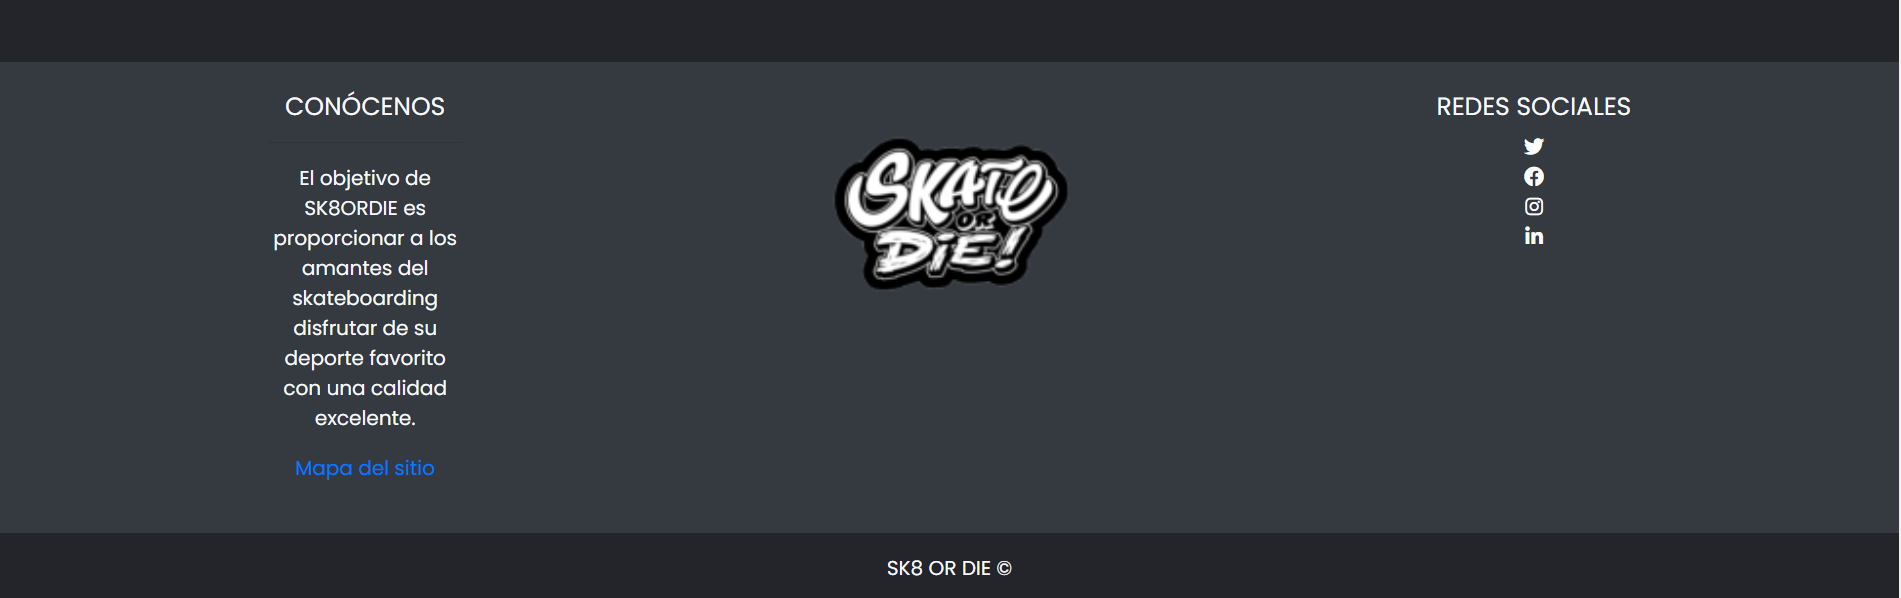 CONÓCENOS
El objetivo de
SK8ORDIE es
proporcionar a los
amantes del
skateboarding
disfrutar de su
deporte favorito
con una calidad
excelente.
Mapa del sitio
SKATE
OR
DiE!
REDES SOCIALES
SK8 OR DIE ©